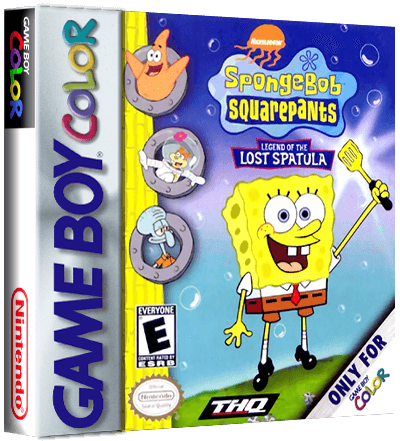 GAME BOY
COLOR
Nintendo
GAME BOY COLOR
NICKELODEON
SpongeBob
SQUAREPANTS
LEGEND OF THE
LOST SPATULA
EVERYONE
E
CONTENT RATED BY
ESRB
Official
Nintendo
Seal of Quality
THQ
ONLY FOR
GAME BOY
COLOR